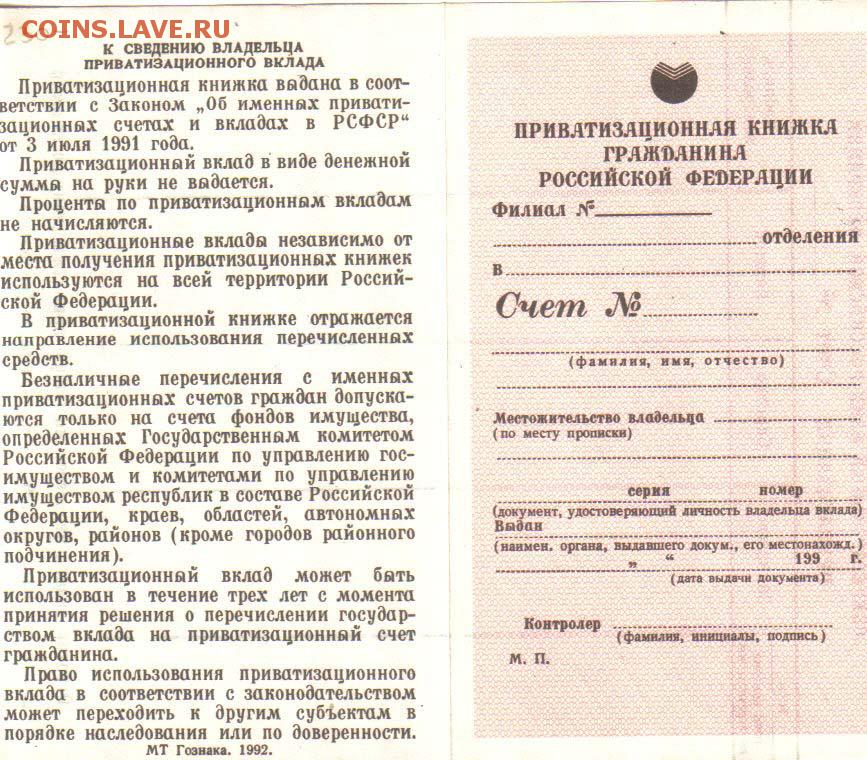 COINS.LAVE.RU
К СВЕДЕНИЮ ВЛАДЕЛЬЦА
ПРИВАТИЗАЦИОННОГО ВКЛАДА
Приватизационная книжка выдана в соот-
ветствии с Законом „Об именных привати-
зационных счетах и вкладах в РСФСР“
от 3 июля 1991 года.
Приватизационный вклад в виде денежной
суммы на руки не выдается.
Проценты по приватизационным вкладам
не начисляются.
Приватизационные вклады независимо от
места получения приватизационных книжек
используются на всей территории Россий-
ской Федерации.
В приватизационной книжке отражается
направление использования перечисленных
средств.
Безналичные перечисления с именных
приватизационных счетов граждан допуска-
ются только на счета фондов имущества,
определенных Государственным комитетом
Российской Федерации по управлению гос-
имуществом и комитетами по управлению
имуществом республик в составе Российской
Федерации, краев, областей, автономных
округов, районов (кроме городов районного
подчинения).
Приватизационный вклад может быть
использован в течение трех лет с момента
принятия решения о перечислении государ-
ством вклада на приватизационный счет
гражданина.
Право использования приватизационного
вклада в соответствии с законодательством
может переходить к другим субъектам в
порядке наследования или по доверенности.
МТ Гознака. 1992.
ПРИВАТИЗАЦИОННАЯ КНИЖКА
ГРАЖДАНИНА
РОССИЙСКОЙ ФЕДЕРАЦИИ
Филиал №
отделения
в
Счет №
(фамилия, имя, отчество)
Местожительство владельца
(по месту прописки)
серия номер
(документ, удостоверяющий личность владельца вклада)
Выдан
(наимен. органа, выдавшего докум., его местонахожд.)
„ “ 199 г.
(дата выдачи документа)
Контролер
(фамилия, инициалы, подпись)
М. П.